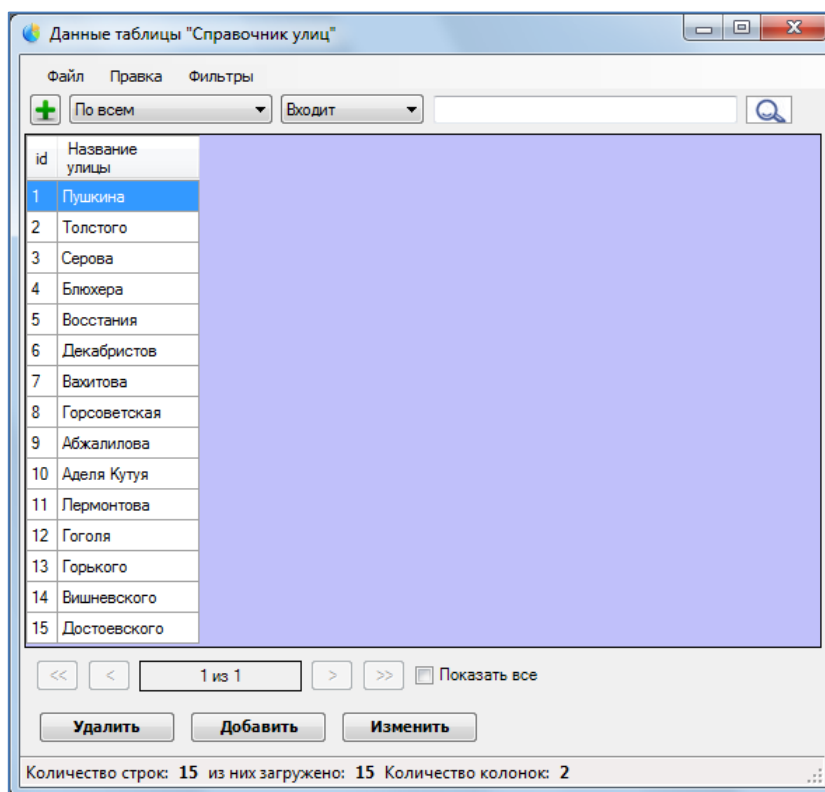 Данные таблицы "Справочник улиц"
Файл Правка Фильтры
По всем Входит
id Название улицы
1 Пушкина
2 Толстого
3 Серова
4 Блюхера
5 Восстания
6 Декабристов
7 Вахитова
8 Горсоветская
9 Абжалилова
10 Аделя Кутуя
11 Лермонтова
12 Гоголя
13 Горького
14 Вишневского
15 Достоевского
<< < 1 из 1 > >> Показать все
Удалить Добавить Изменить
Количество строк: 15 из них загружено: 15 Количество колонок: 2